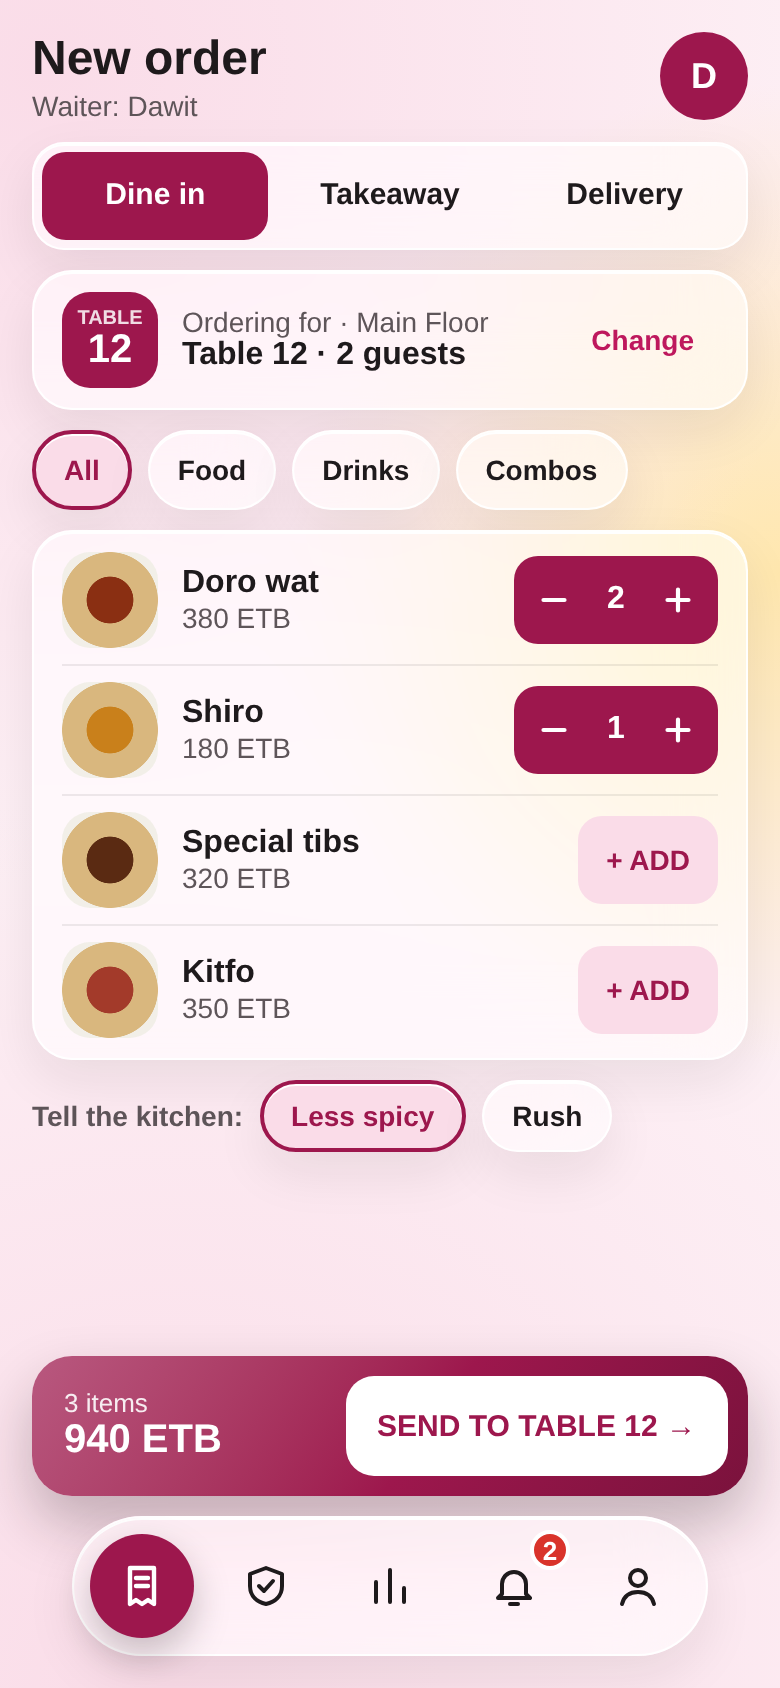 New order
Waiter: Dawit
D
Dine in
Takeaway
Delivery
TABLE
12
Ordering for · Main Floor
Table 12 · 2 guests
Change
All
Food
Drinks
Combos
Doro wat
380 ETB
− 2 +
Shiro
180 ETB
− 1 +
Special tibs
320 ETB
+ ADD
Kitfo
350 ETB
+ ADD
Tell the kitchen:
Less spicy
Rush
3 items
940 ETB
SEND TO TABLE 12 →
2